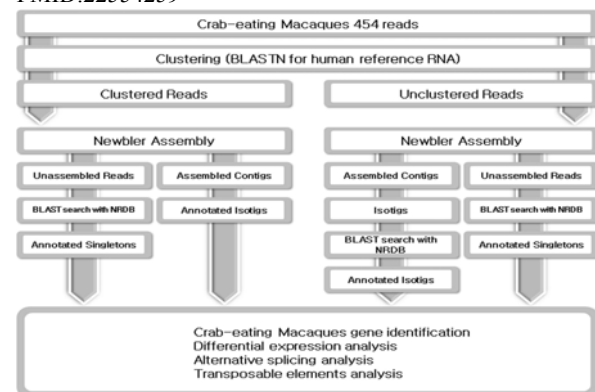 PMID:22554259
Crab-eating Macaques 454 reads
Clustering (BLASTN for human reference RNA)
Clustered Reads
Unclustered Reads
Newbler Assembly
Newbler Assembly
Unassembled Reads
Assembled Contigs
Assembled Contigs
Unassembled Reads
BLAST search with NRDB
Annotated Isotigs
Isotigs
BLAST search with NRDB
Annotated Singletons
BLAST search with
NRDB
Annotated Singletons
Annotated Isotigs
Crab-eating Macaques gene identification
Differential expression analysis
Alternative splicing analysis
Transposable elements analysis